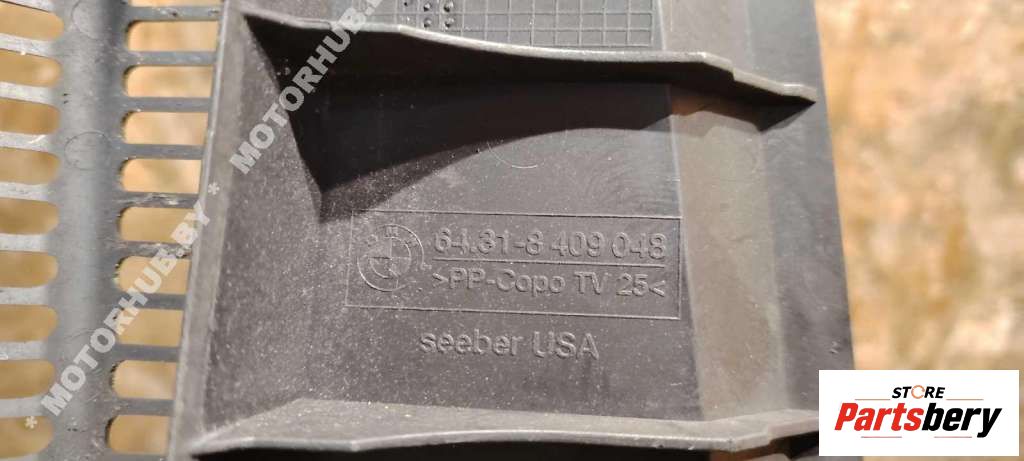 * MOTORHUB.BY * MOTORHUB.BY
64.31-8 409 048
>PP-Copo TV 25<
seeber USA
STORE
Partsbery